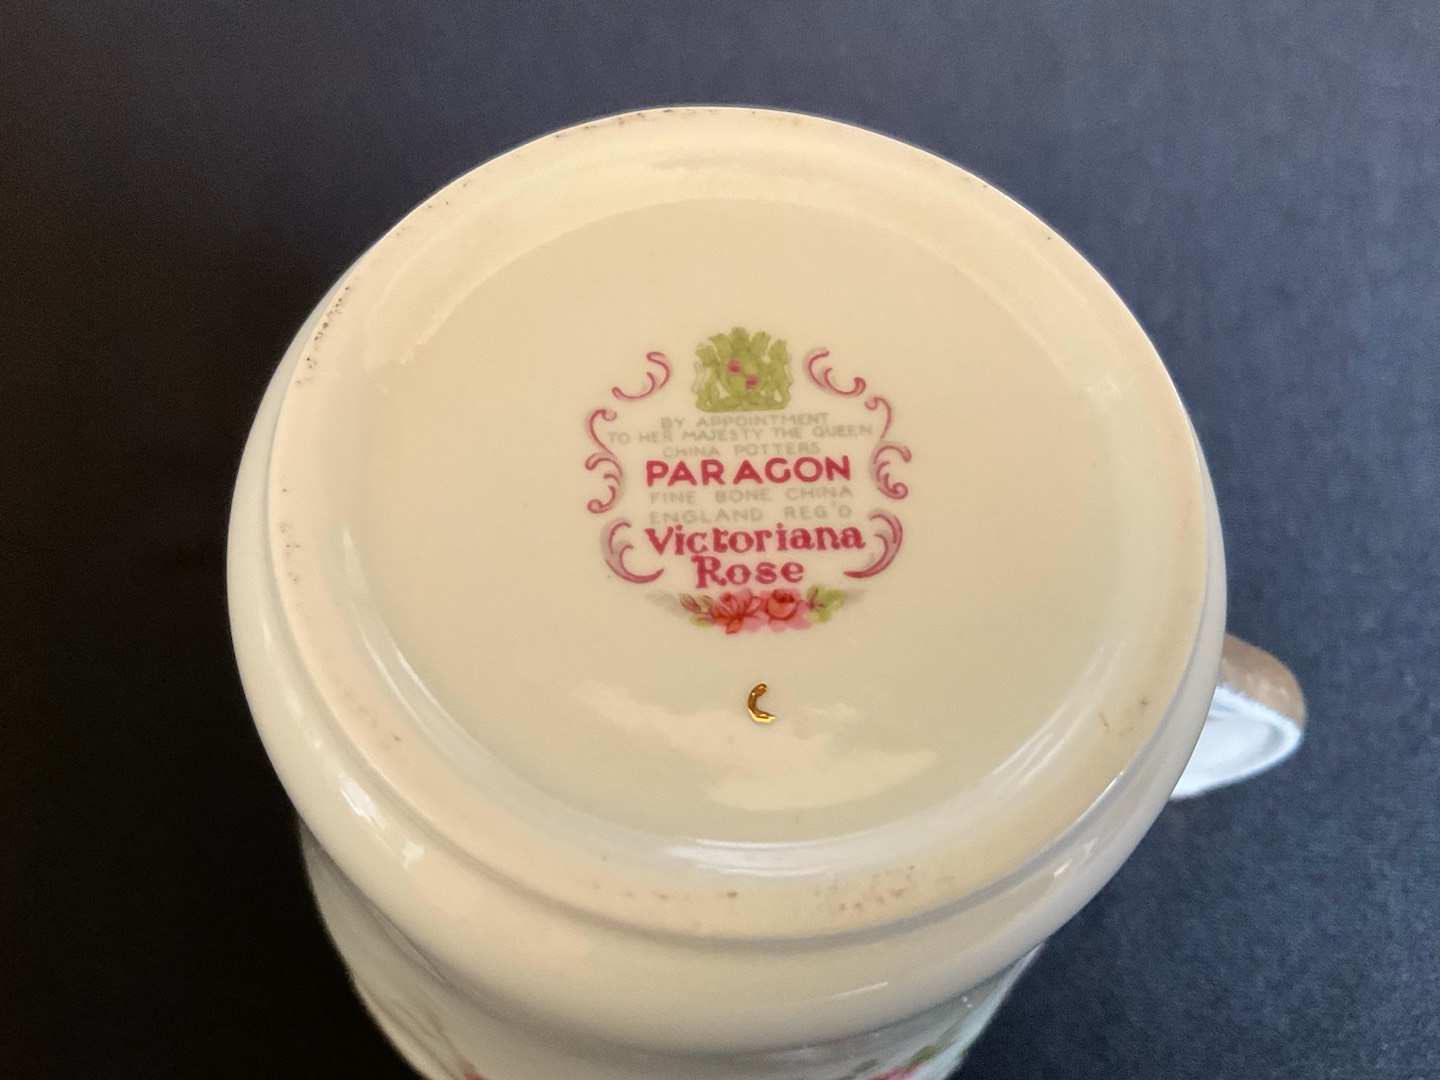 BY APPOINTMENT
TO HER MAJESTY THE QUEEN
CHINA POTTERS
PARAGON
FINE BONE CHINA
ENGLAND REG'D
Victoriana
Rose
C